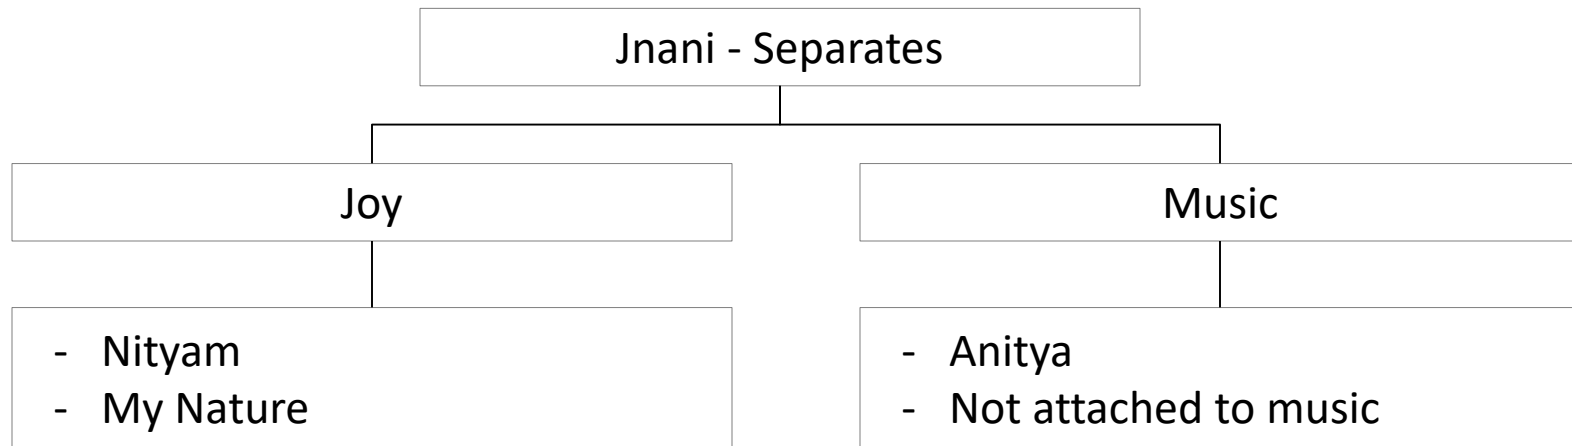 Jnani - Separates
Joy
Music
- Nityam
- My Nature
- Anitya
- Not attached to music